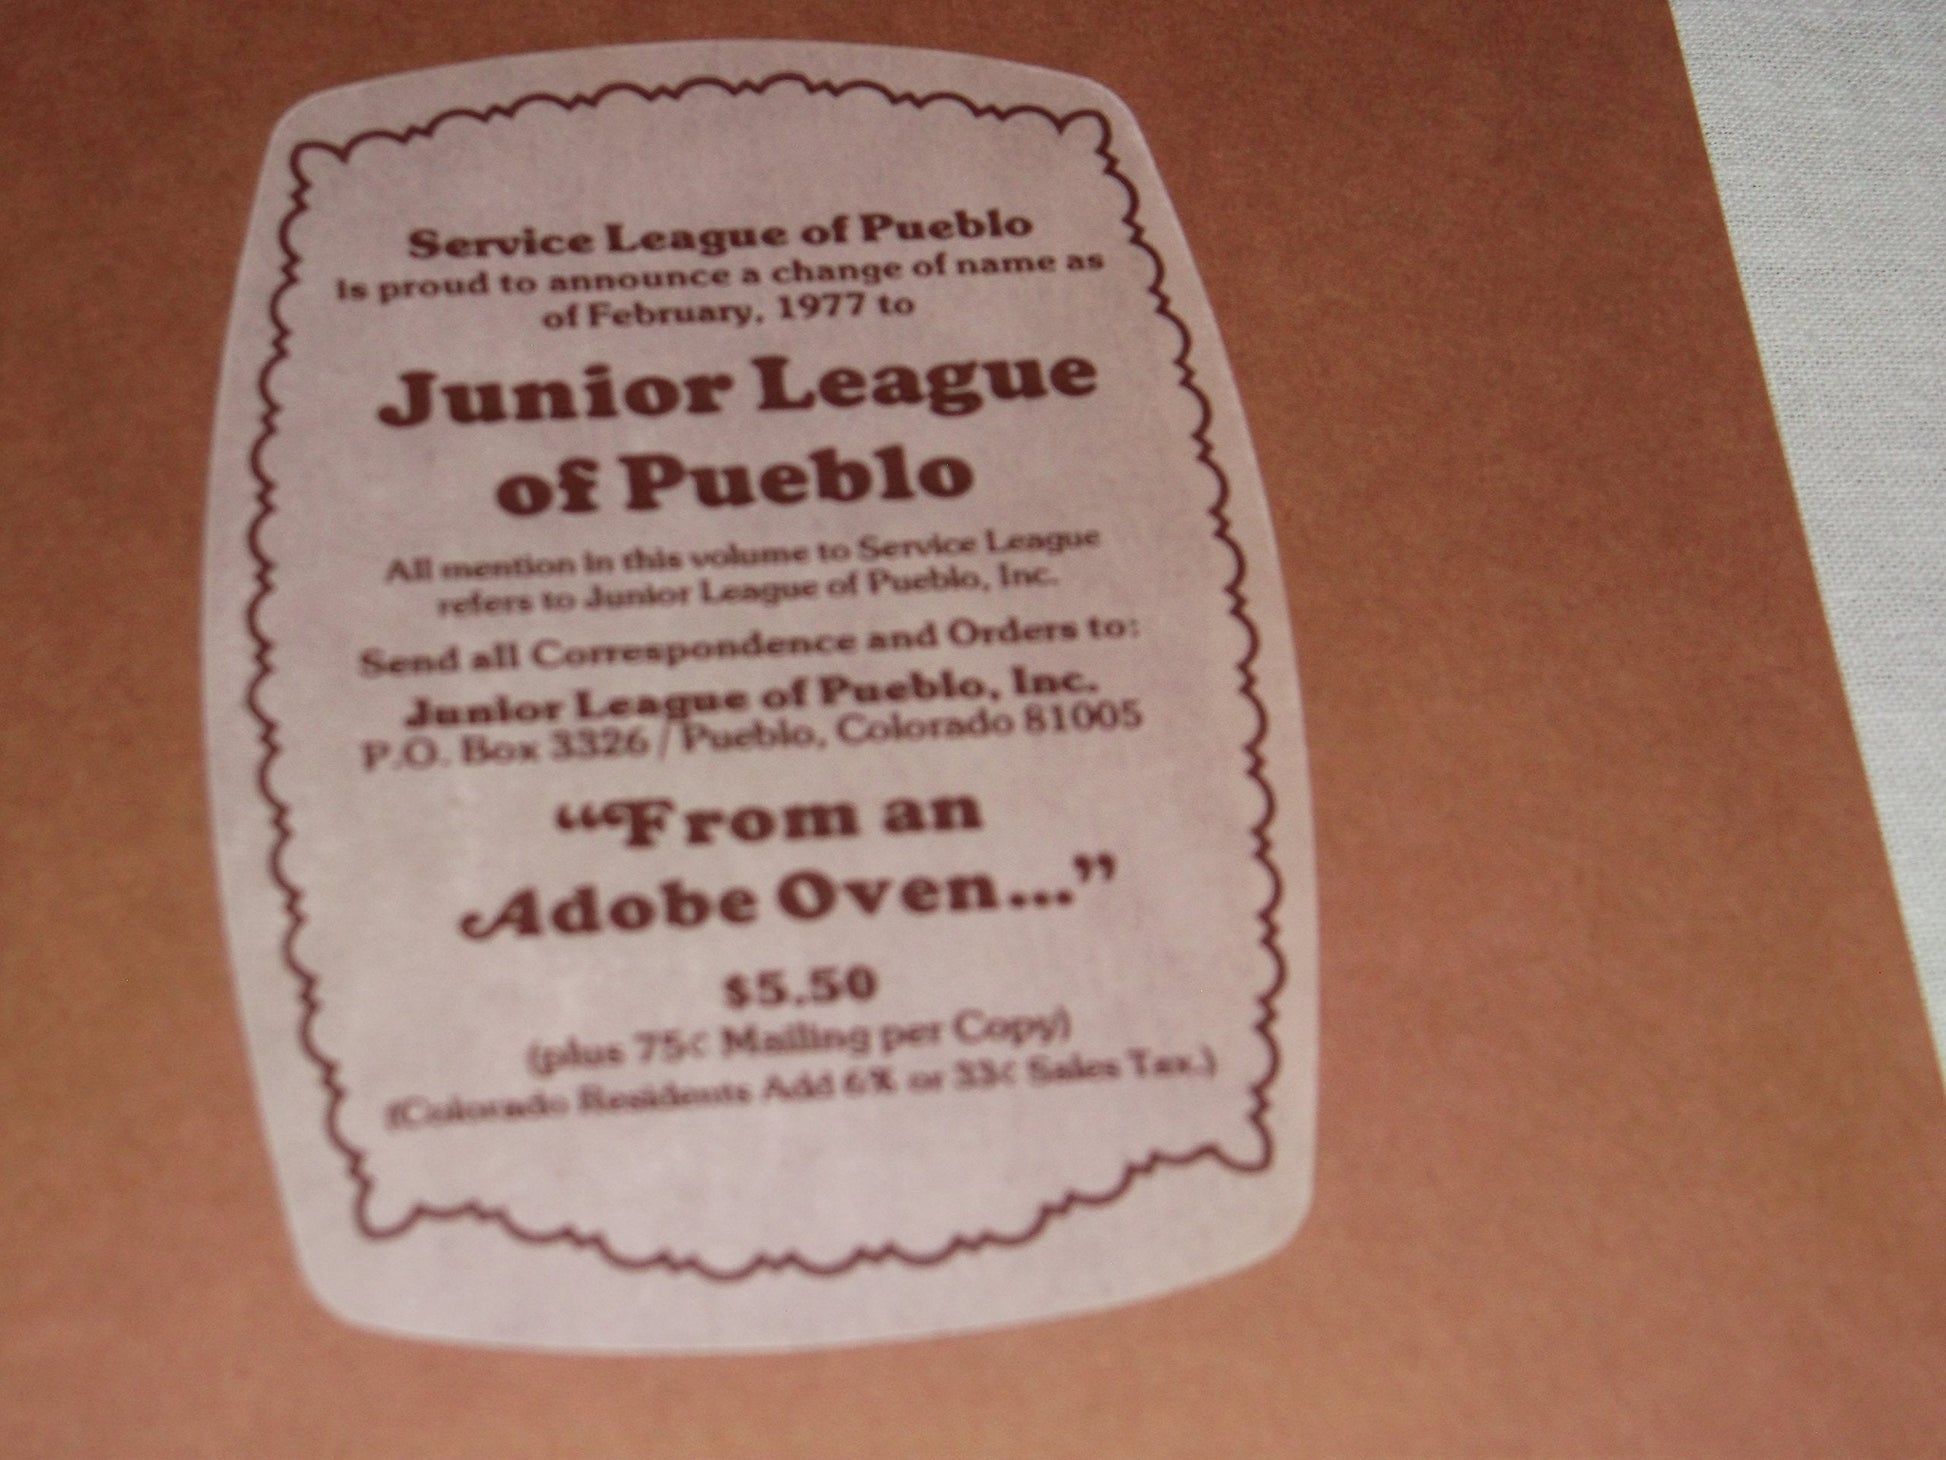 Service League of Pueblo
is proud to announce a change of name as
of February, 1977 to
Junior League
of Pueblo
All mention in this volume to Service League
refers to Junior League of Pueblo, Inc.
Send all Correspondence and Orders to:
Junior League of Pueblo, Inc.
P.O. Box 3326 / Pueblo, Colorado 81005
“From an
Adobe Oven...”
$5.50
(plus 75¢ Mailing per Copy)
(Colorado Residents Add 6% or 33¢ Sales Tax.)